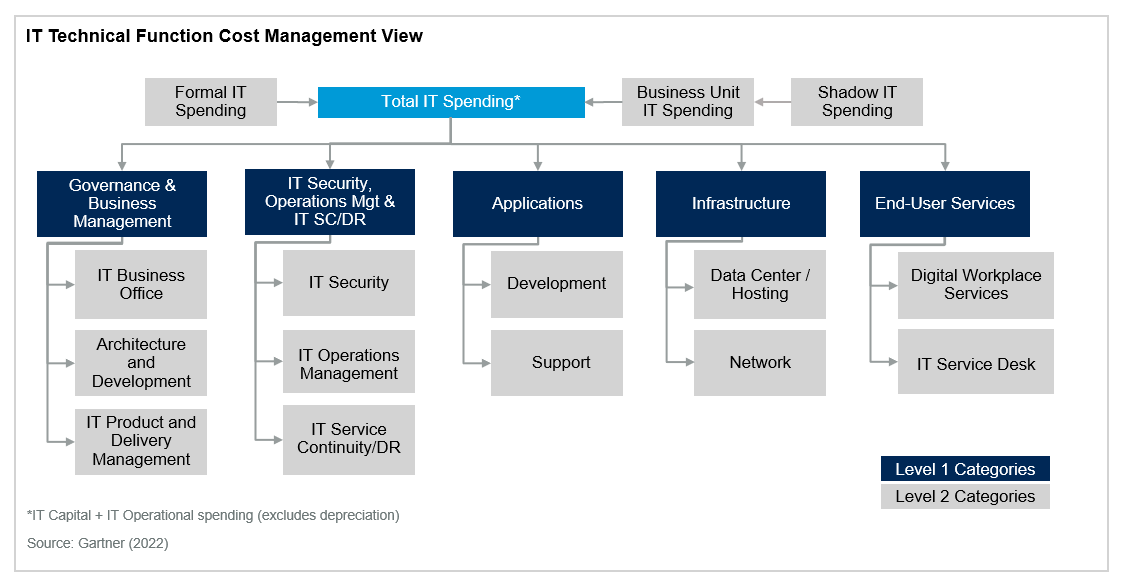 IT Technical Function Cost Management View
Formal IT
Spending
Total IT Spending*
Business Unit
IT Spending
Shadow IT
Spending
Governance &
Business
Management
IT Security,
Operations Mgt &
IT SC/DR
Applications
Infrastructure
End-User Services
IT Business
Office
IT Security
Development
Data Center /
Hosting
Digital Workplace
Services
Architecture
and
Development
IT Operations
Management
Support
Network
IT Service Desk
IT Product and
Delivery
Management
IT Service
Continuity/DR
Level 1 Categories
Level 2 Categories
*IT Capital + IT Operational spending (excludes depreciation)
Source: Gartner (2022)